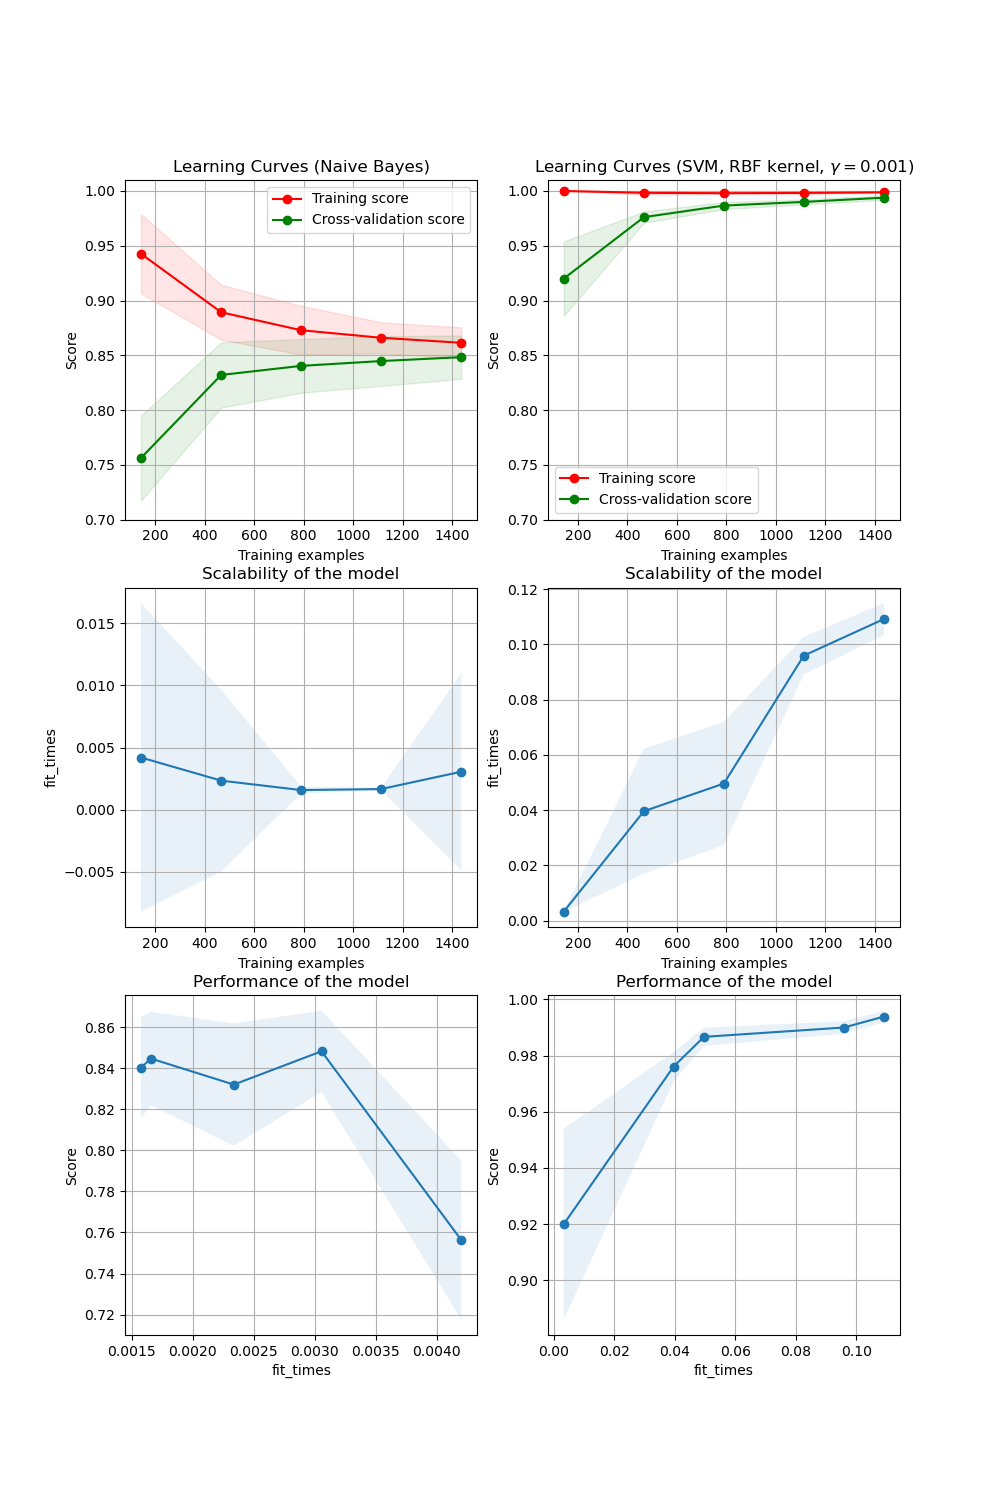 Learning Curves (Naive Bayes)
1.00
0.95
0.90
0.85
0.80
0.75
0.70
Score
Training score
Cross-validation score
200 400 600 800 1000 1200 1400
Training examples
Learning Curves (SVM, RBF kernel, γ = 0.001)
1.00
0.95
0.90
0.85
0.80
0.75
0.70
Score
Training score
Cross-validation score
200 400 600 800 1000 1200 1400
Training examples
Scalability of the model
0.015
0.010
0.005
0.000
−0.005
fit_times
200 400 600 800 1000 1200 1400
Training examples
Scalability of the model
0.12
0.10
0.08
0.06
0.04
0.02
0.00
fit_times
200 400 600 800 1000 1200 1400
Training examples
Performance of the model
0.86
0.84
0.82
0.80
0.78
0.76
0.74
0.72
Score
0.0015 0.0020 0.0025 0.0030 0.0035 0.0040
fit_times
Performance of the model
1.00
0.98
0.96
0.94
0.92
0.90
Score
0.00 0.02 0.04 0.06 0.08 0.10
fit_times